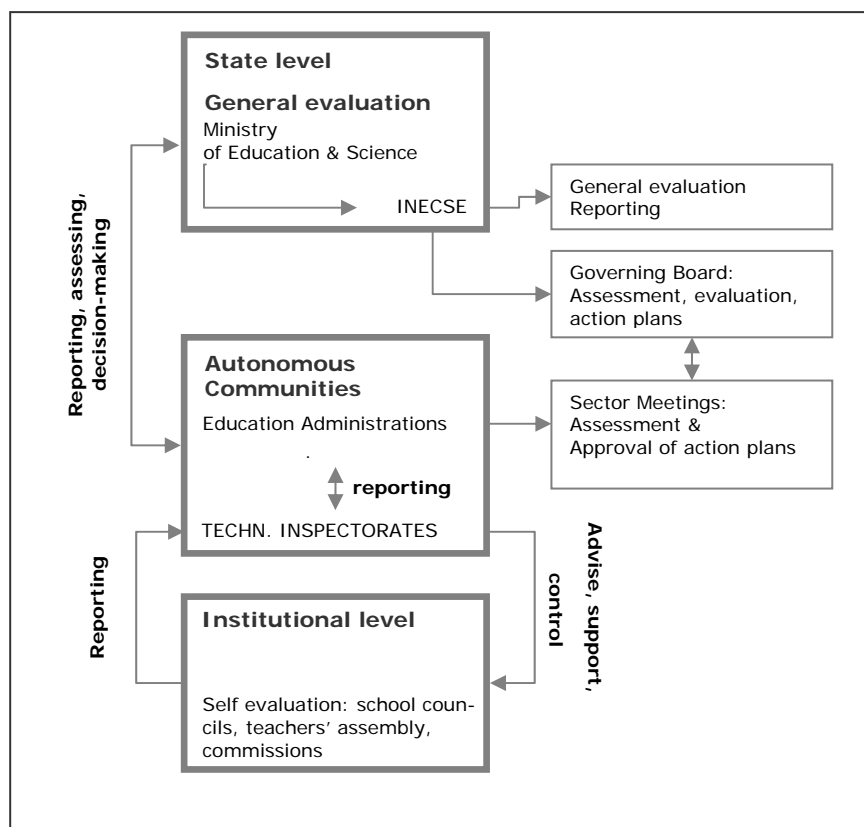 State level
General evaluation
Ministry
of Education & Science
INECSE
General evaluation
Reporting
Governing Board:
Assessment, evaluation,
action plans
Reporting, assessing,
decision-making
Autonomous
Communities
Education Administrations
.
reporting
TECHN. INSPECTORATES
Sector Meetings:
Assessment &
Approval of action plans
Reporting
Advise, support,
control
Institutional level
Self evaluation: school coun-
cils, teachers’ assembly,
commissions